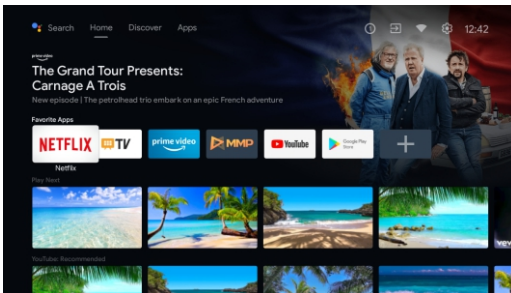 Search Home Discover Apps 12:42
prime video
The Grand Tour Presents:
Carnage A Trois
New episode | The petrolhead trio embark on an epic French adventure
Favorite Apps
NETFLIX TV prime video MMP YouTube Google Play Store
Netflix
Play Next
YouTube: Recommended
vev